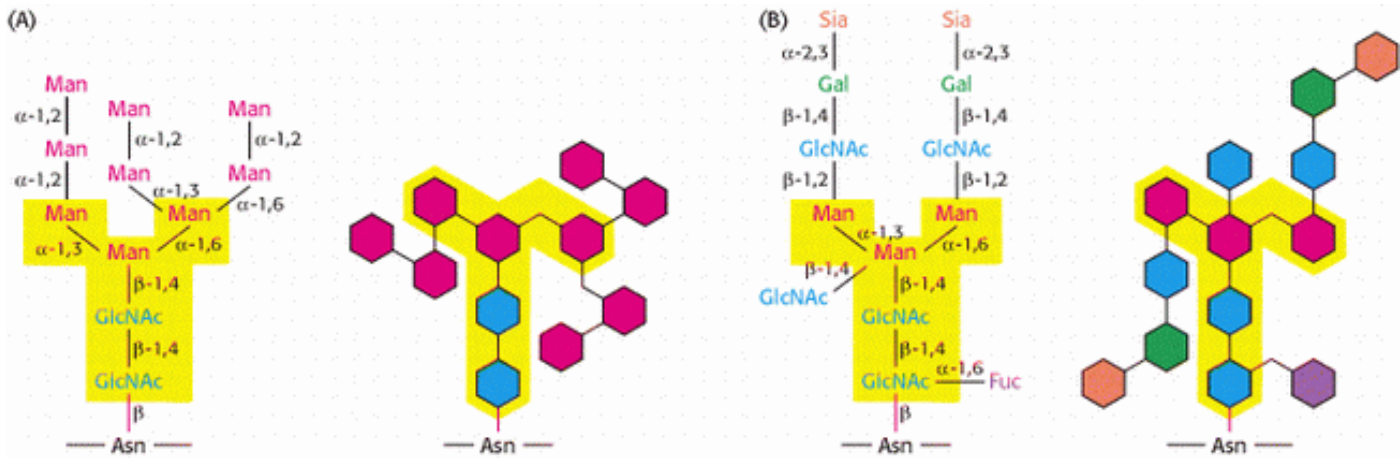 (A)
Man
α-1,2
Man
α-1,2
Man
α-1,3
Man
α-1,2
Man
α-1,3
Man
α-1,2
Man
α-1,6
Man
α-1,6
Man
β-1,4
GlcNAc
β-1,4
GlcNAc
β
Asn
Asn
(B)
Sia
α-2,3
Gal
β-1,4
GlcNAc
β-1,2
Man
α-1,3
Sia
α-2,3
Gal
β-1,4
GlcNAc
β-1,2
Man
α-1,6
Man
β-1,4
GlcNAc
β-1,4
GlcNAc
β-1,4
GlcNAc
α-1,6
Fuc
β
Asn
Asn